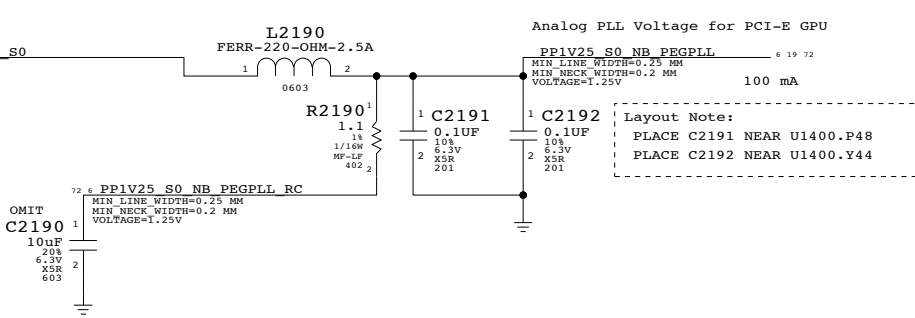 Analog PLL Voltage for PCI-E GPU
L2190
FERR-220-OHM-2.5A
1 2
0603
_S0
PP1V25_S0_NB_PEGPLL 6 19 72
MIN_LINE_WIDTH=0.25 MM
MIN_NECK_WIDTH=0.2 MM
VOLTAGE=1.25V
100 mA
R2190 1
1.1
1%
1/16W
MF-LF
402 2
1 C2191
0.1UF
10%
6.3V
2 X5R
201
1 C2192
0.1UF
10%
6.3V
2 X5R
201
Layout Note:
PLACE C2191 NEAR U1400.P48
PLACE C2192 NEAR U1400.Y44
72 6 PP1V25_S0_NB_PEGPLL_RC
MIN_LINE_WIDTH=0.25 MM
MIN_NECK_WIDTH=0.2 MM
VOLTAGE=1.25V
OMIT
C2190 1
10uF
20%
6.3V
X5R 2
603